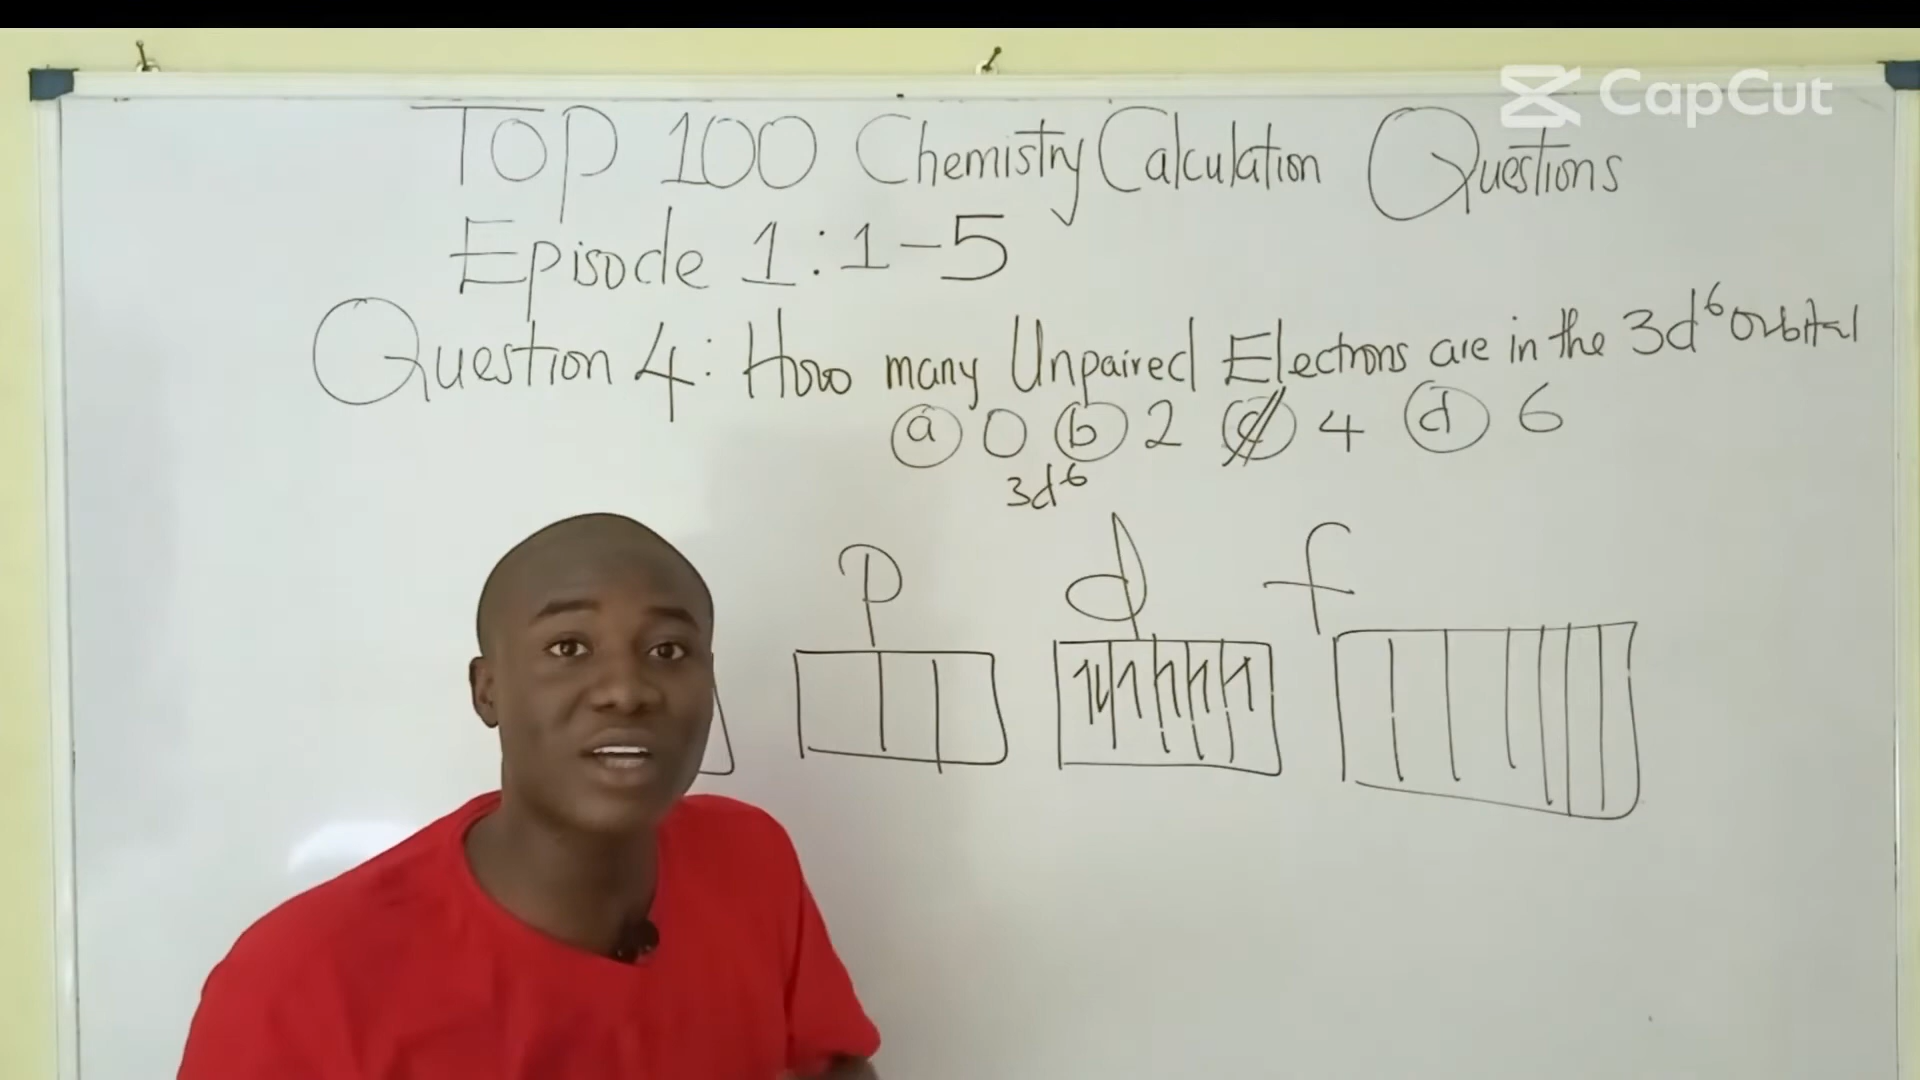 CapCut
TOP 100 Chemistry Calculation Questions
Episode 1:1-5
Question 4: How many Unpaired Electrons are in the 3d⁶ orbital
a 0 b 2 c 4 d 6
3d⁶
p d f